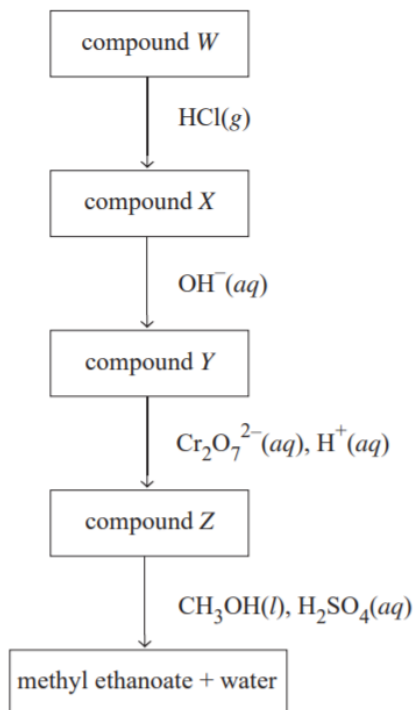 compound W
HCl(g)
compound X
OH⁻(aq)
compound Y
Cr₂O₇²⁻(aq), H⁺(aq)
compound Z
CH₃OH(l), H₂SO₄(aq)
methyl ethanoate + water